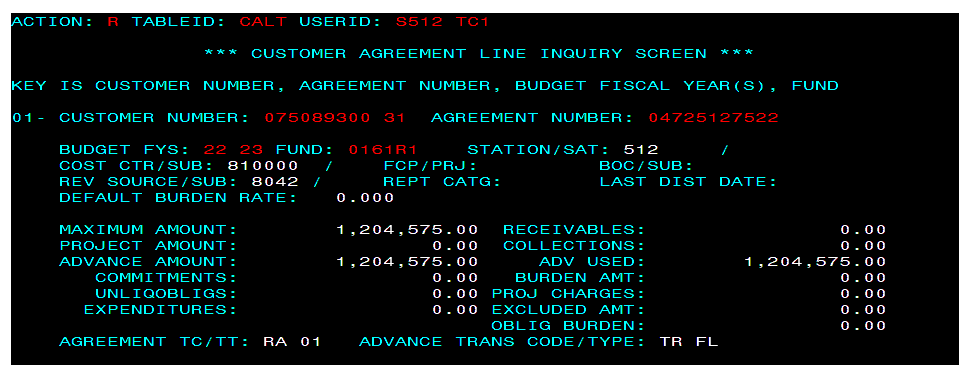 ACTION: R TABLEID: CALT USERID: S512 TC1
*** CUSTOMER AGREEMENT LINE INQUIRY SCREEN ***
KEY IS CUSTOMER NUMBER, AGREEMENT NUMBER, BUDGET FISCAL YEAR(S), FUND
01- CUSTOMER NUMBER: 075089300 31 AGREEMENT NUMBER: 04725127522
BUDGET FYS: 22 23 FUND: 0161R1 STATION/SAT: 512 /
COST CTR/SUB: 810000 / FCP/PRJ: BOC/SUB:
REV SOURCE/SUB: 8042 / REPT CATG: LAST DIST DATE:
DEFAULT BURDEN RATE: 0.000
MAXIMUM AMOUNT: 1,204,575.00 RECEIVABLES: 0.00
PROJECT AMOUNT: 0.00 COLLECTIONS: 0.00
ADVANCE AMOUNT: 1,204,575.00 ADV USED: 1,204,575.00
COMMITMENTS: 0.00 BURDEN AMT: 0.00
UNLIQOBLIGS: 0.00 PROJ CHARGES: 0.00
EXPENDITURES: 0.00 EXCLUDED AMT: 0.00
OBLIG BURDEN: 0.00
AGREEMENT TC/TT: RA 01 ADVANCE TRANS CODE/TYPE: TR FL